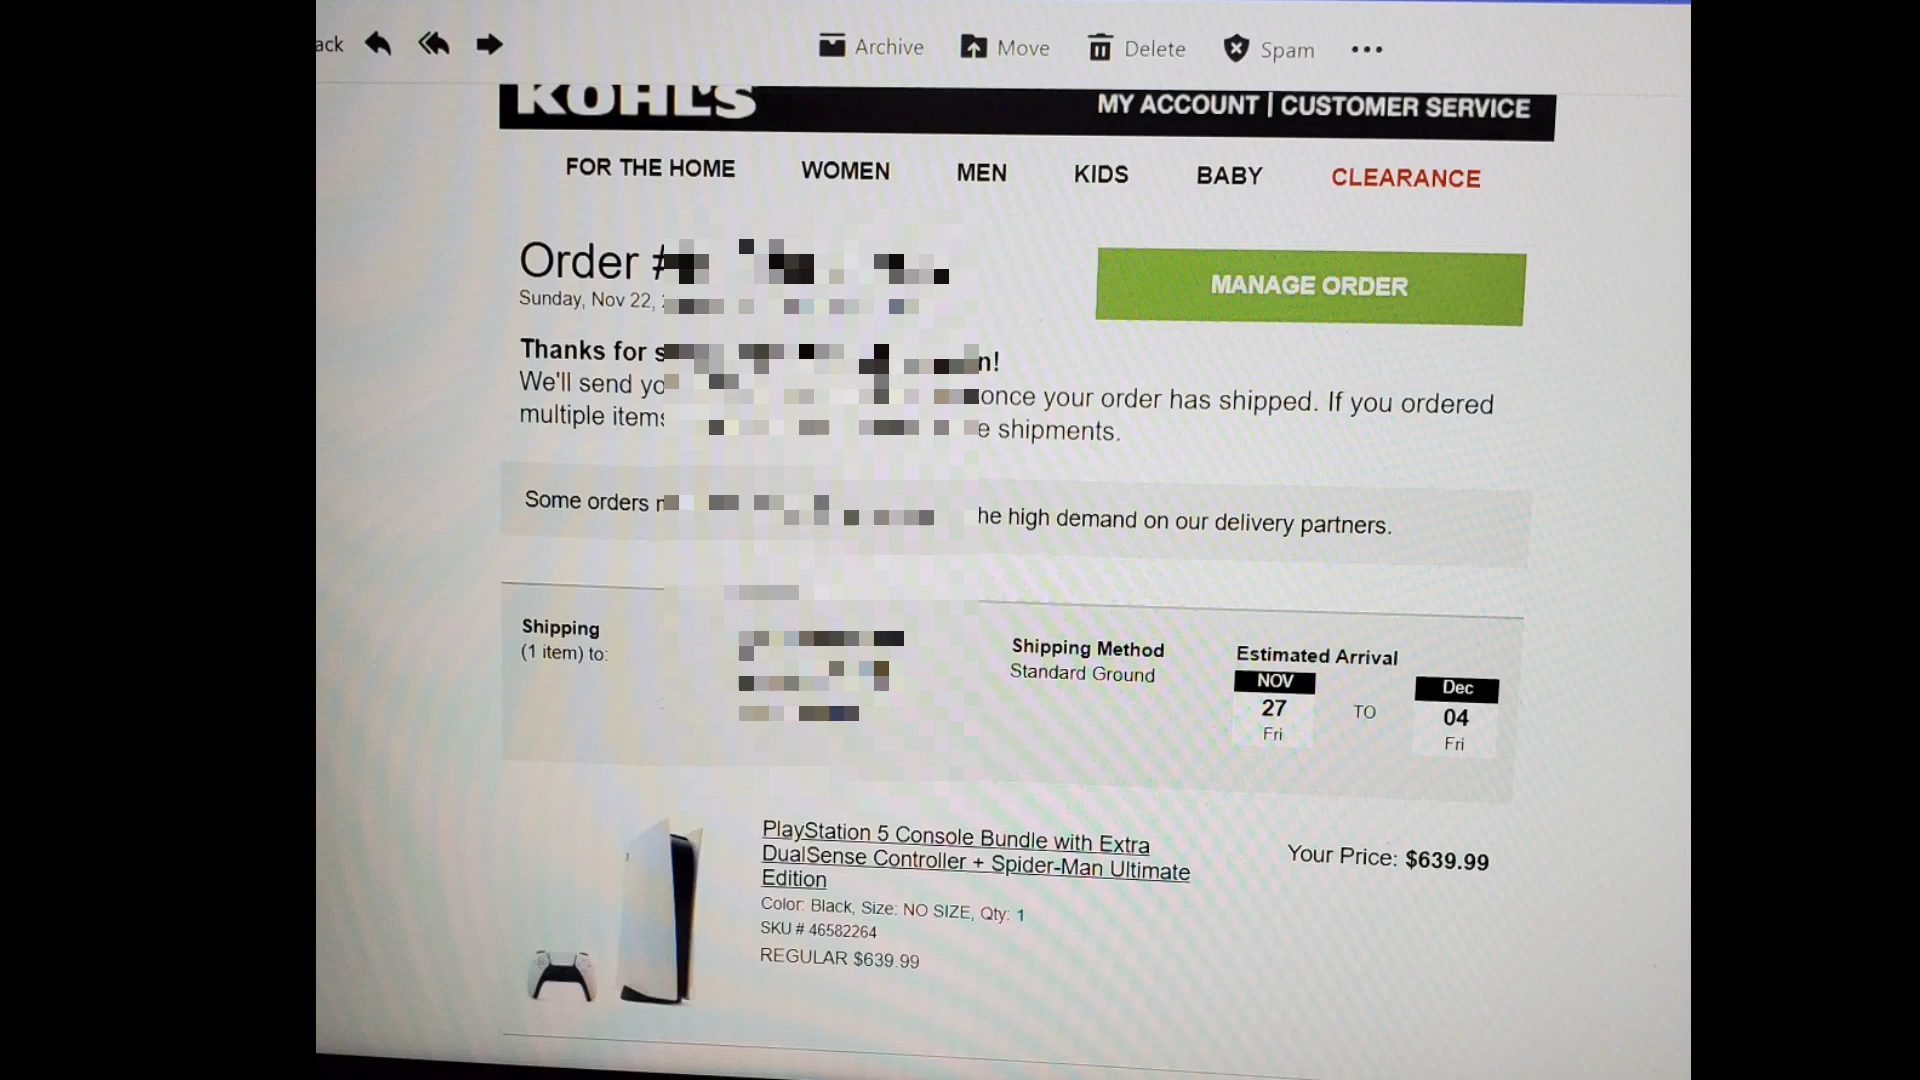 ack Archive Move Delete Spam
KOHL'S MY ACCOUNT | CUSTOMER SERVICE
FOR THE HOME WOMEN MEN KIDS BABY CLEARANCE
Order #
MANAGE ORDER
Sunday, Nov 22,
Thanks for n!
We'll send once your order has shipped. If you ordered
multiple items e shipments.
Some orders he high demand on our delivery partners.
Shipping
(1 item) to:
Shipping Method
Standard Ground
Estimated Arrival
NOV Dec
27 TO 04
Fri Fri
PlayStation 5 Console Bundle with Extra
DualSense Controller + Spider-Man Ultimate
Edition
Your Price: $639.99
Color: Black, Size: NO SIZE, Qty: 1
SKU # 46582264
REGULAR $639.99